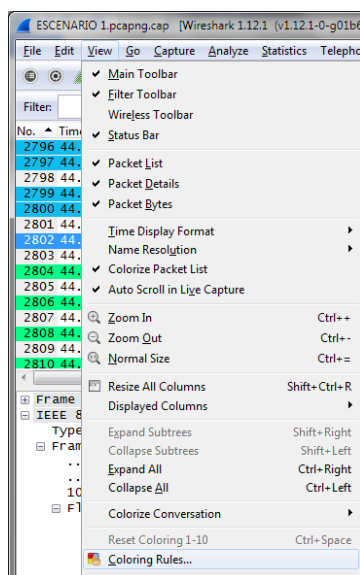 ESCENARIO 1.pcapng.cap [Wireshark 1.12.1 (v1.12.1-0-g01b6
File Edit View Go Capture Analyze Statistics Telepho
Filter:
No. Time
2796 44.
2797 44.
2798 44.
2799 44.
2800 44.
2801 44.
2802 44.
2803 44.
2804 44.
2805 44.
2806 44.
2807 44.
2808 44.
2809 44.
2810 44.
Frame
IEEE 8
Type
Fram
..
..
10
Fl
Main Toolbar
Filter Toolbar
Wireless Toolbar
Status Bar
Packet List
Packet Details
Packet Bytes
Time Display Format
Name Resolution
Colorize Packet List
Auto Scroll in Live Capture
Zoom In Ctrl++
Zoom Out Ctrl+-
Normal Size Ctrl+=
Resize All Columns Shift+Ctrl+R
Displayed Columns
Expand Subtrees Shift+Right
Collapse Subtrees Shift+Left
Expand All Ctrl+Right
Collapse All Ctrl+Left
Colorize Conversation
Reset Coloring 1-10 Ctrl+Space
Coloring Rules...